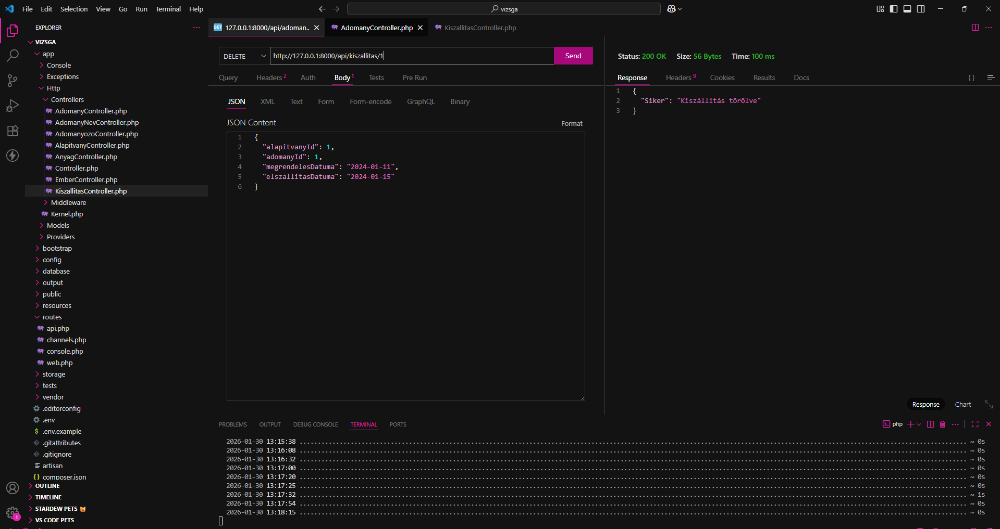 File Edit Selection View Go Run Terminal Help
vizsga
EXPLORER
VIZSGA
app
Console
Exceptions
Http
Controllers
AdomanyController.php
AdomanyNevController.php
AdomanyozoController.php
AlapitvanyController.php
AnyagController.php
Controller.php
EmberController.php
KiszallitasController.php
Middleware
Kernel.php
Models
Providers
bootstrap
config
database
output
public
resources
routes
api.php
channels.php
console.php
web.php
storage
tests
vendor
.editorconfig
.env
$ .env.example
.gitattributes
.gitignore
artisan
{} composer.json
OUTLINE
TIMELINE
STARDEW PETS
VS CODE PETS
1
GET 127.0.0.1:8000/api/adoman..
AdomanyController.php
KiszallitasController.php
DELETE
http://127.0.0.1:8000/api/kiszallitas/1
Send
Query Headers 2 Auth Body 1 Tests Pre Run
JSON XML Text Form Form-encode GraphQL Binary
JSON Content
Format
1 {
2 "alapitvanyId": 1,
3 "adomanyId": 1,
4 "megrendelesDatuma": "2024-01-11",
5 "elszallitasDatuma": "2024-01-15"
6 }
Status: 200 OK Size: 56 Bytes Time: 100 ms
Response Headers 9 Cookies Results Docs { }
1 {
2 "Siker": "Kiszállítás törölve"
3 }
Response Chart
PROBLEMS OUTPUT DEBUG CONSOLE TERMINAL PORTS
php
2026-01-30 13:15:38 ~ 0s
2026-01-30 13:16:08 ~ 0s
2026-01-30 13:16:32 ~ 0s
2026-01-30 13:17:00 ~ 0s
2026-01-30 13:17:20 ~ 0s
2026-01-30 13:17:25 ~ 0s
2026-01-30 13:17:32 ~ 1s
2026-01-30 13:17:54 ~ 0s
2026-01-30 13:18:15 ~ 0s